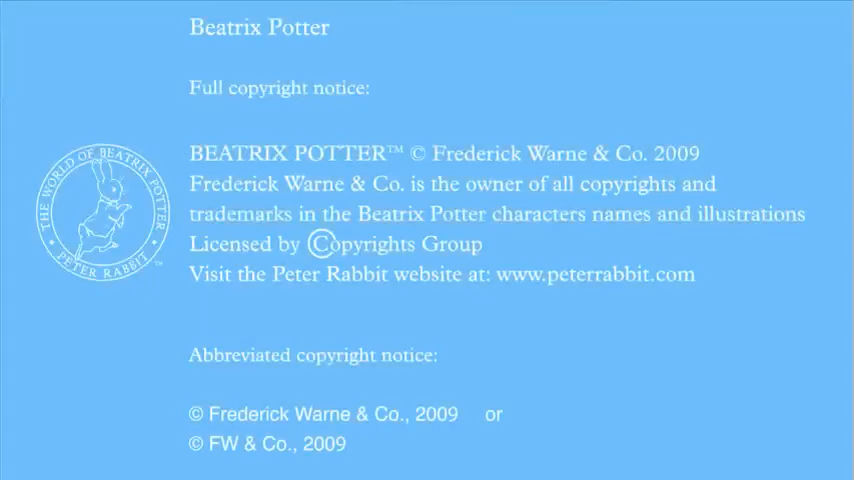 Beatrix Potter
Full copyright notice:
THE WORLD OF BEATRIX POTTER
• PETER RABBIT • ™
BEATRIX POTTER™ © Frederick Warne & Co. 2009
Frederick Warne & Co. is the owner of all copyrights and
trademarks in the Beatrix Potter characters names and illustrations
Licensed by Copyrights Group
Visit the Peter Rabbit website at: www.peterrabbit.com
Abbreviated copyright notice:
© Frederick Warne & Co., 2009 or
© FW & Co., 2009